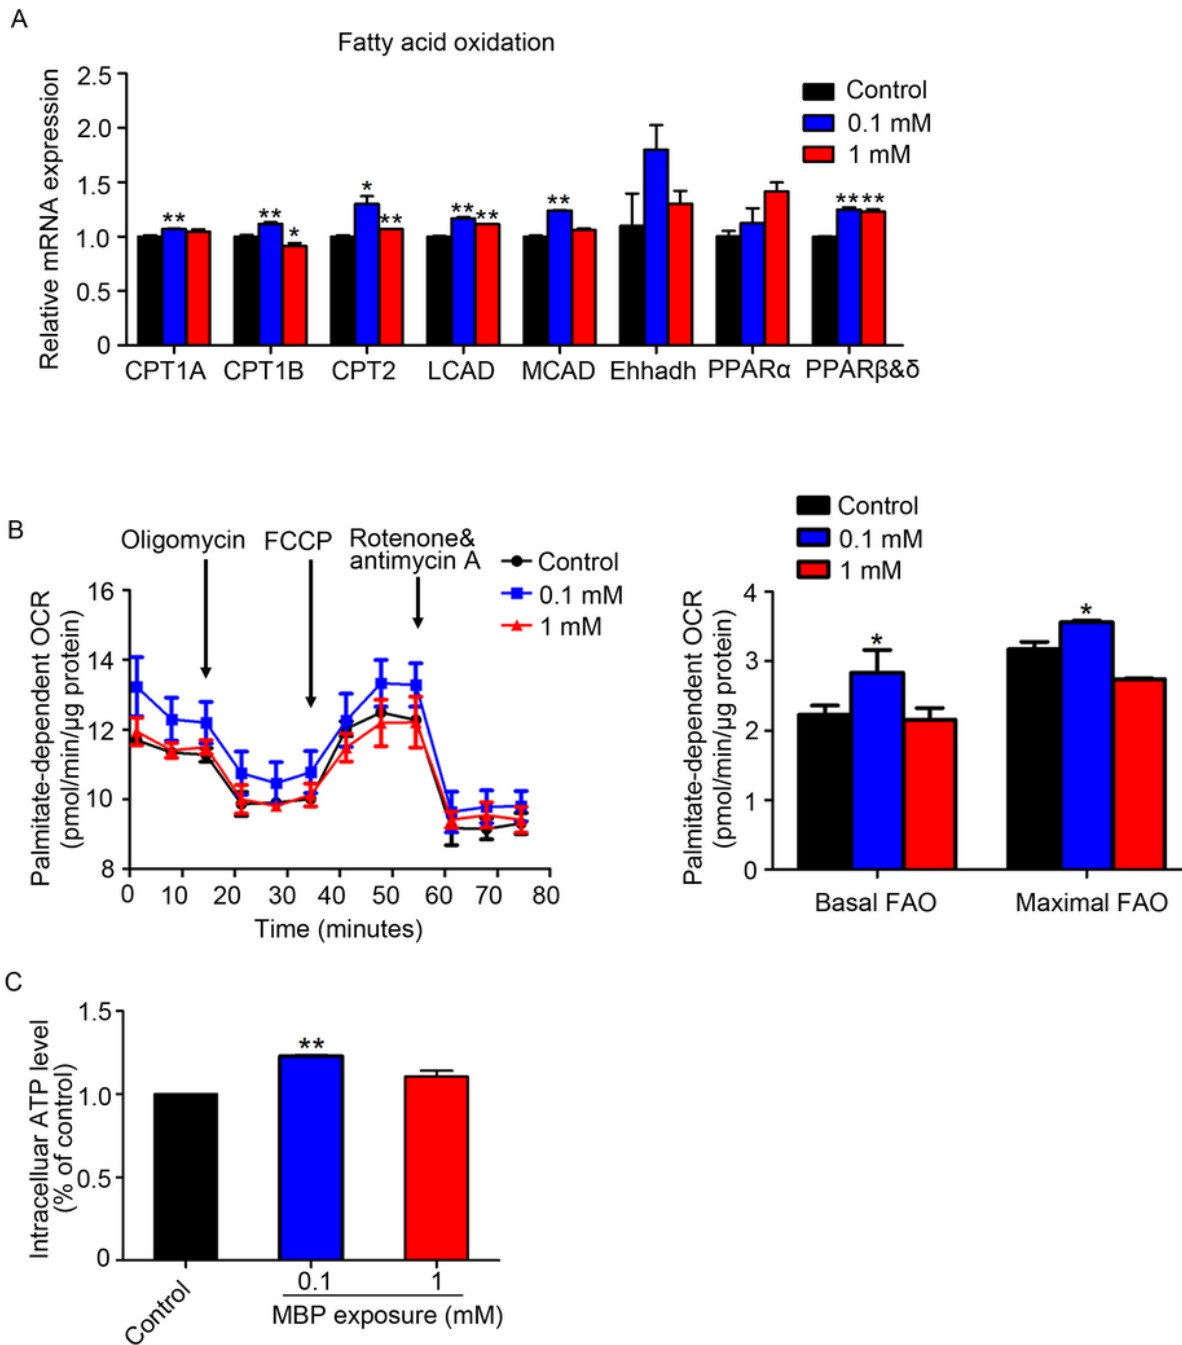 A
Fatty acid oxidation
Relative mRNA expression
2.5
2.0
1.5
1.0
0.5
0
Control
0.1 mM
1 mM
** ** * * ** ** ** ** ** **
CPT1A CPT1B CPT2 LCAD MCAD Ehhadh PPARα PPARβ&δ
B
Oligomycin FCCP Rotenone&
antimycin A
Control
0.1 mM
1 mM
Palmitate-dependent OCR
(pmol/min/µg protein)
16
14
12
10
8
0 10 20 30 40 50 60 70 80
Time (minutes)
Control
0.1 mM
1 mM
Palmitate-dependent OCR
(pmol/min/µg protein)
4
3
2
1
0
* *
Basal FAO Maximal FAO
C
Intracelluar ATP level
(% of control)
1.5
1.0
0.5
0
**
Control
0.1 1
MBP exposure (mM)